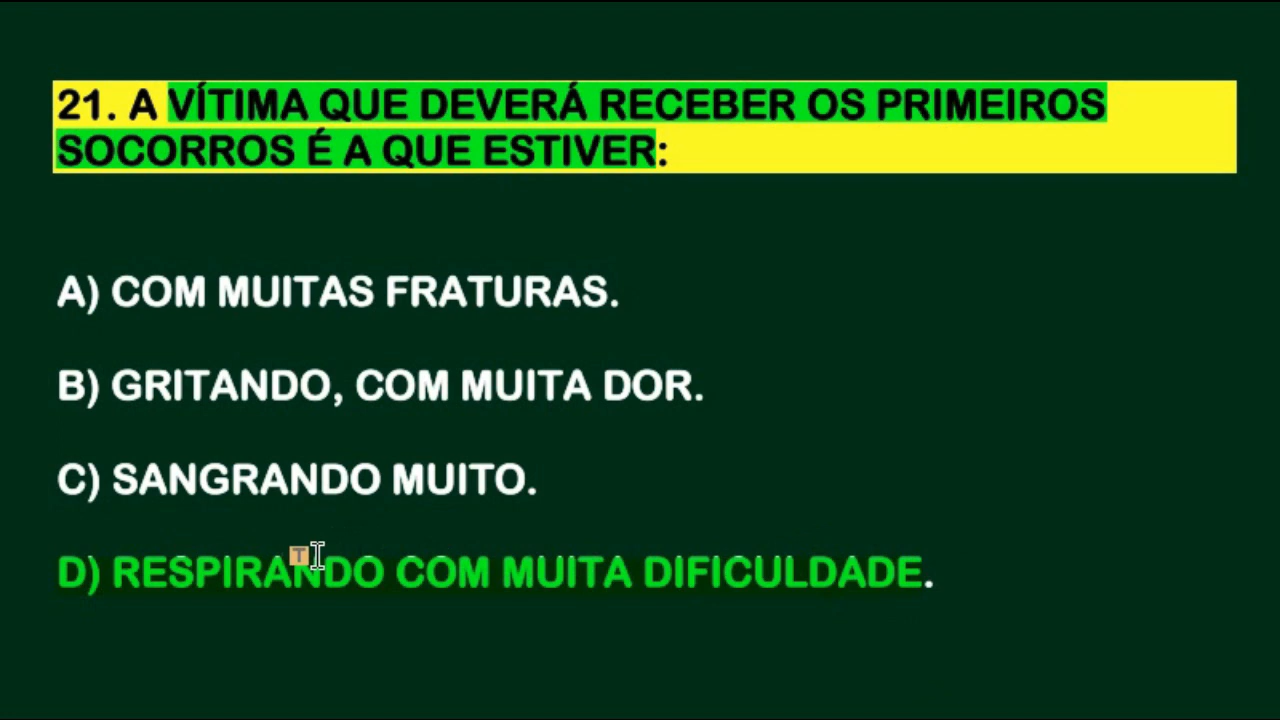 21. A VÍTIMA QUE DEVERÁ RECEBER OS PRIMEIROS
SOCORROS É A QUE ESTIVER:
A) COM MUITAS FRATURAS.
B) GRITANDO, COM MUITA DOR.
C) SANGRANDO MUITO.
T
D) RESPIRANDO COM MUITA DIFICULDADE.